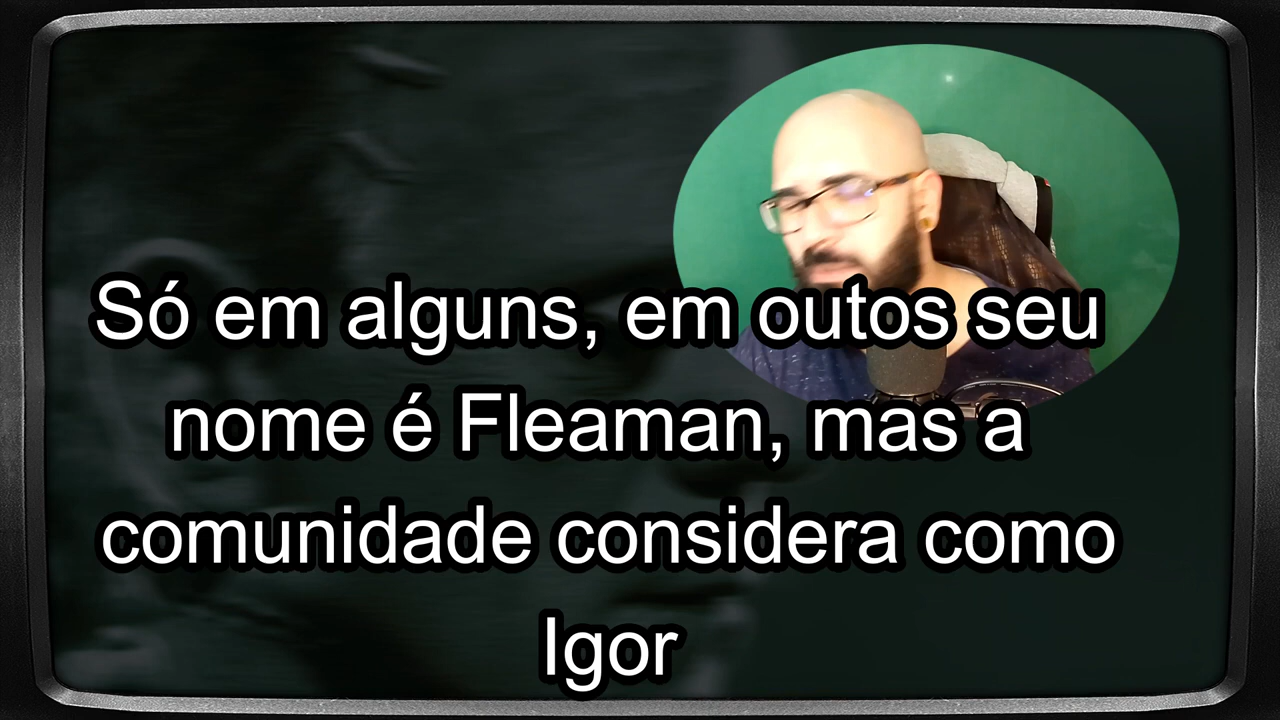 Só em alguns, em outos seu
nome é Fleaman, mas a
comunidade considera como
Igor